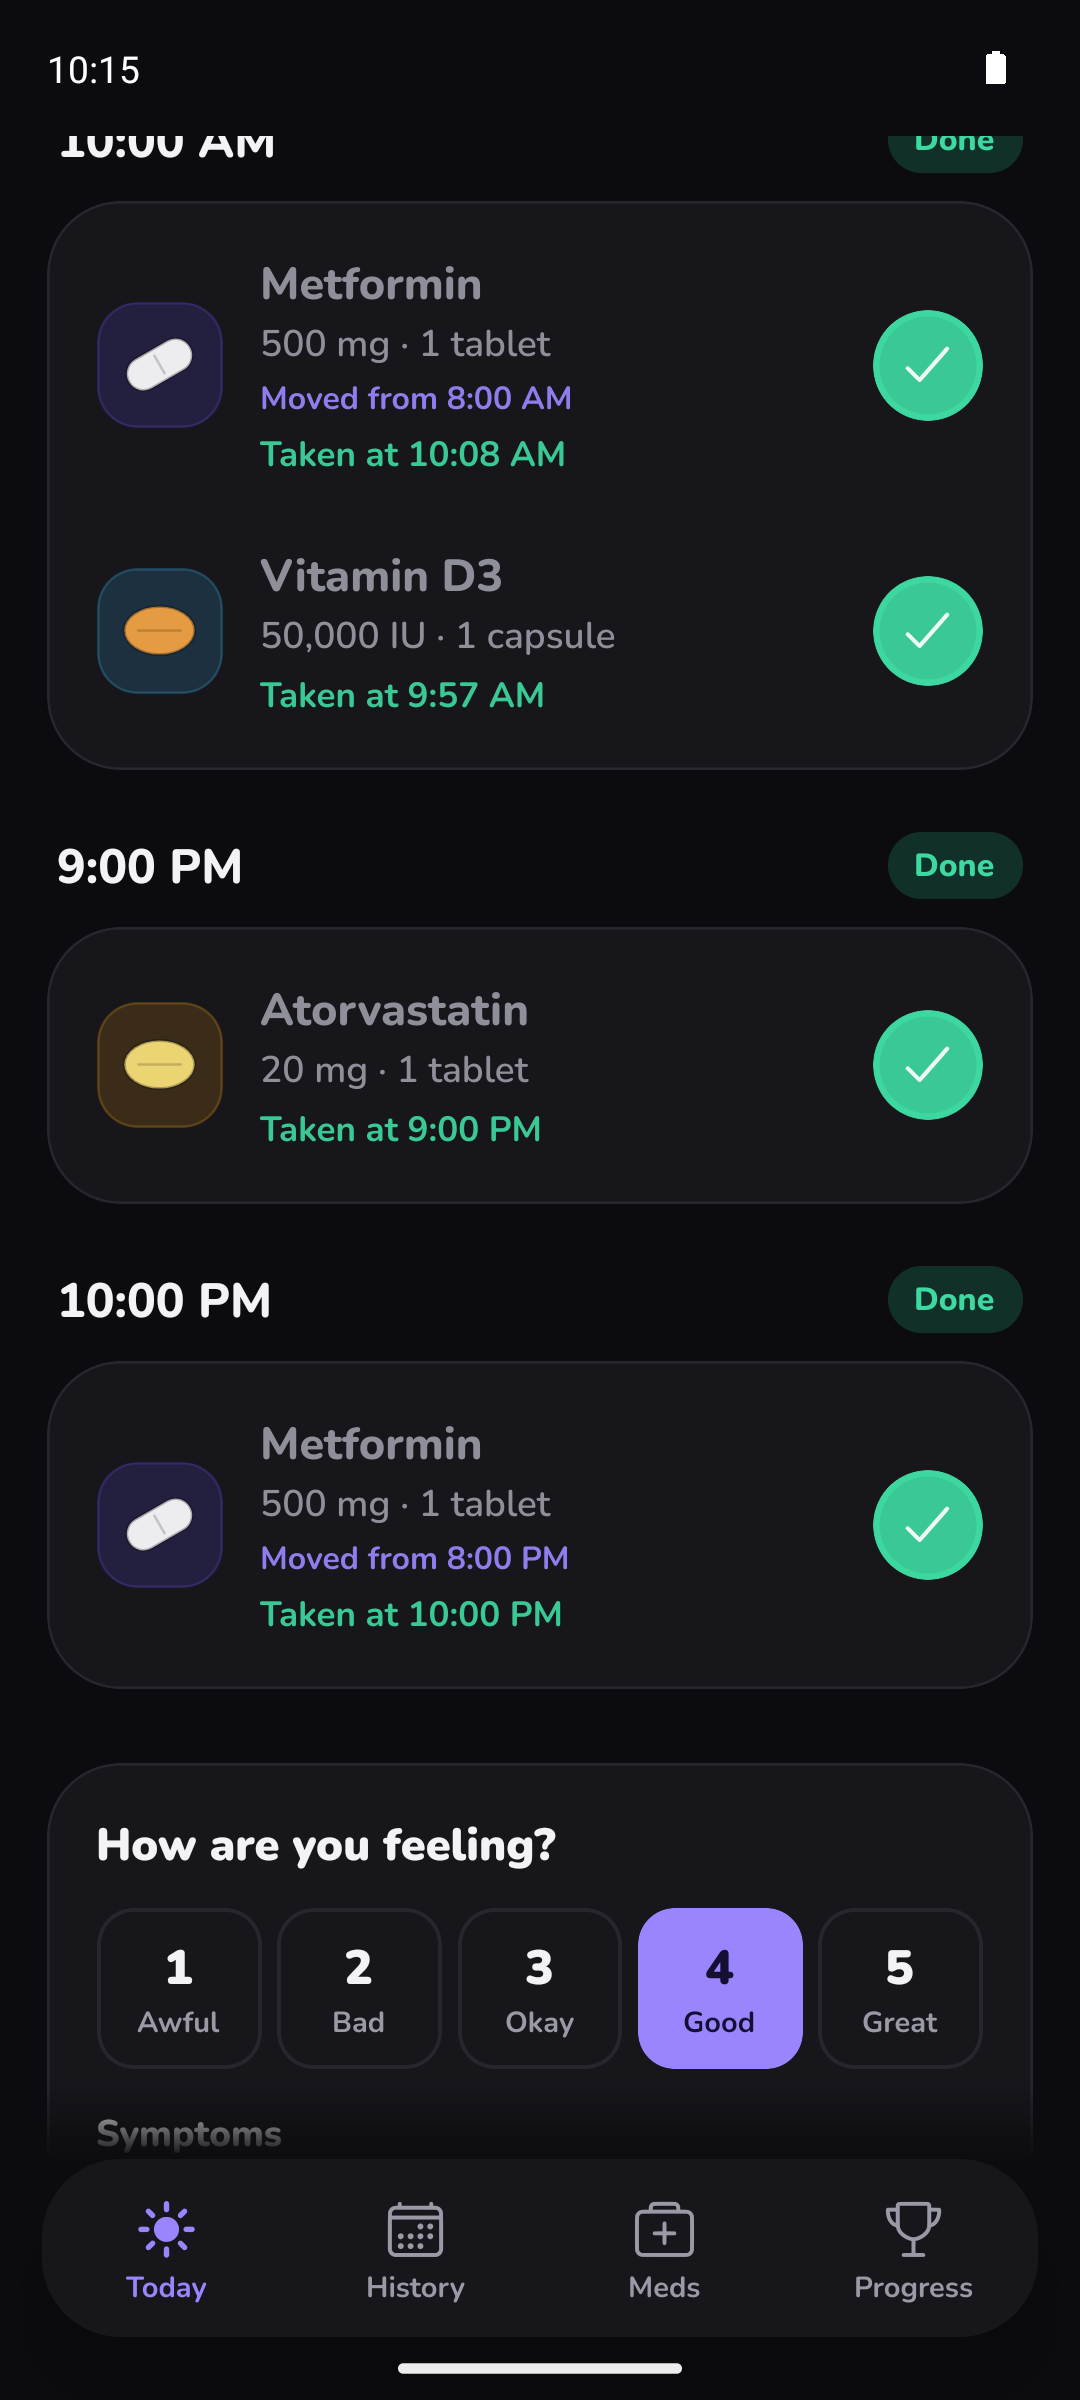 10:15
10:00 AM
Done
Metformin
500 mg · 1 tablet
Moved from 8:00 AM
Taken at 10:08 AM
Vitamin D3
50,000 IU · 1 capsule
Taken at 9:57 AM
9:00 PM
Done
Atorvastatin
20 mg · 1 tablet
Taken at 9:00 PM
10:00 PM
Done
Metformin
500 mg · 1 tablet
Moved from 8:00 PM
Taken at 10:00 PM
How are you feeling?
1
Awful
2
Bad
3
Okay
4
Good
5
Great
Symptoms
Today
History
Meds
Progress